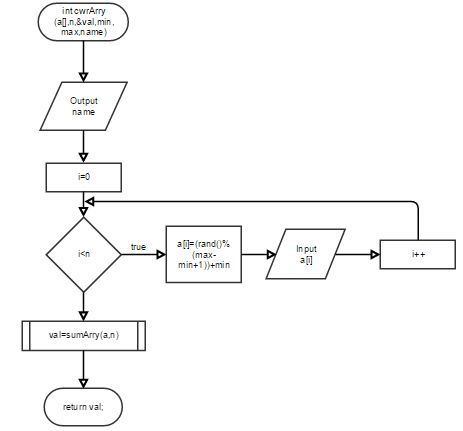 int cwrArry
(a[],n,&val,min,
max,name)
Output
name
i=0
i<n
true
a[i]=(rand()%
(max-
min+1))+min
Input
a[i]
i++
val=sumArry(a,n)
return val;